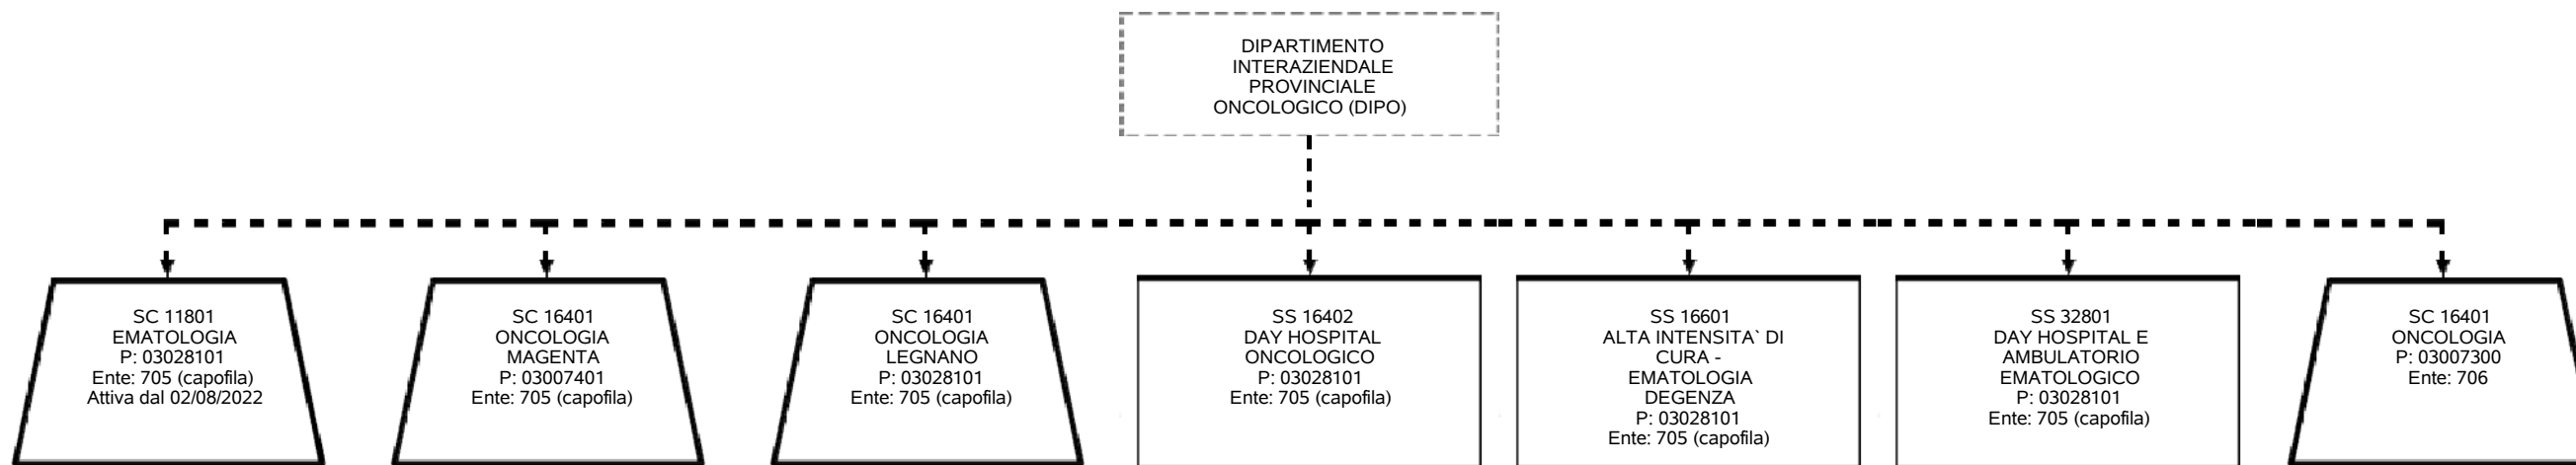 DIPARTIMENTO
INTERAZIENDALE
PROVINCIALE
ONCOLOGICO (DIPO)
SC 11801
EMATOLOGIA
P: 03028101
Ente: 705 (capofila)
Attiva dal 02/08/2022
SC 16401
ONCOLOGIA
MAGENTA
P: 03007401
Ente: 705 (capofila)
SC 16401
ONCOLOGIA
LEGNANO
P: 03028101
Ente: 705 (capofila)
SS 16402
DAY HOSPITAL
ONCOLOGICO
P: 03028101
Ente: 705 (capofila)
SS 16601
ALTA INTENSITA` DI
CURA -
EMATOLOGIA
DEGENZA
P: 03028101
Ente: 705 (capofila)
SS 32801
DAY HOSPITAL E
AMBULATORIO
EMATOLOGICO
P: 03028101
Ente: 705 (capofila)
SC 16401
ONCOLOGIA
P: 03007300
Ente: 706